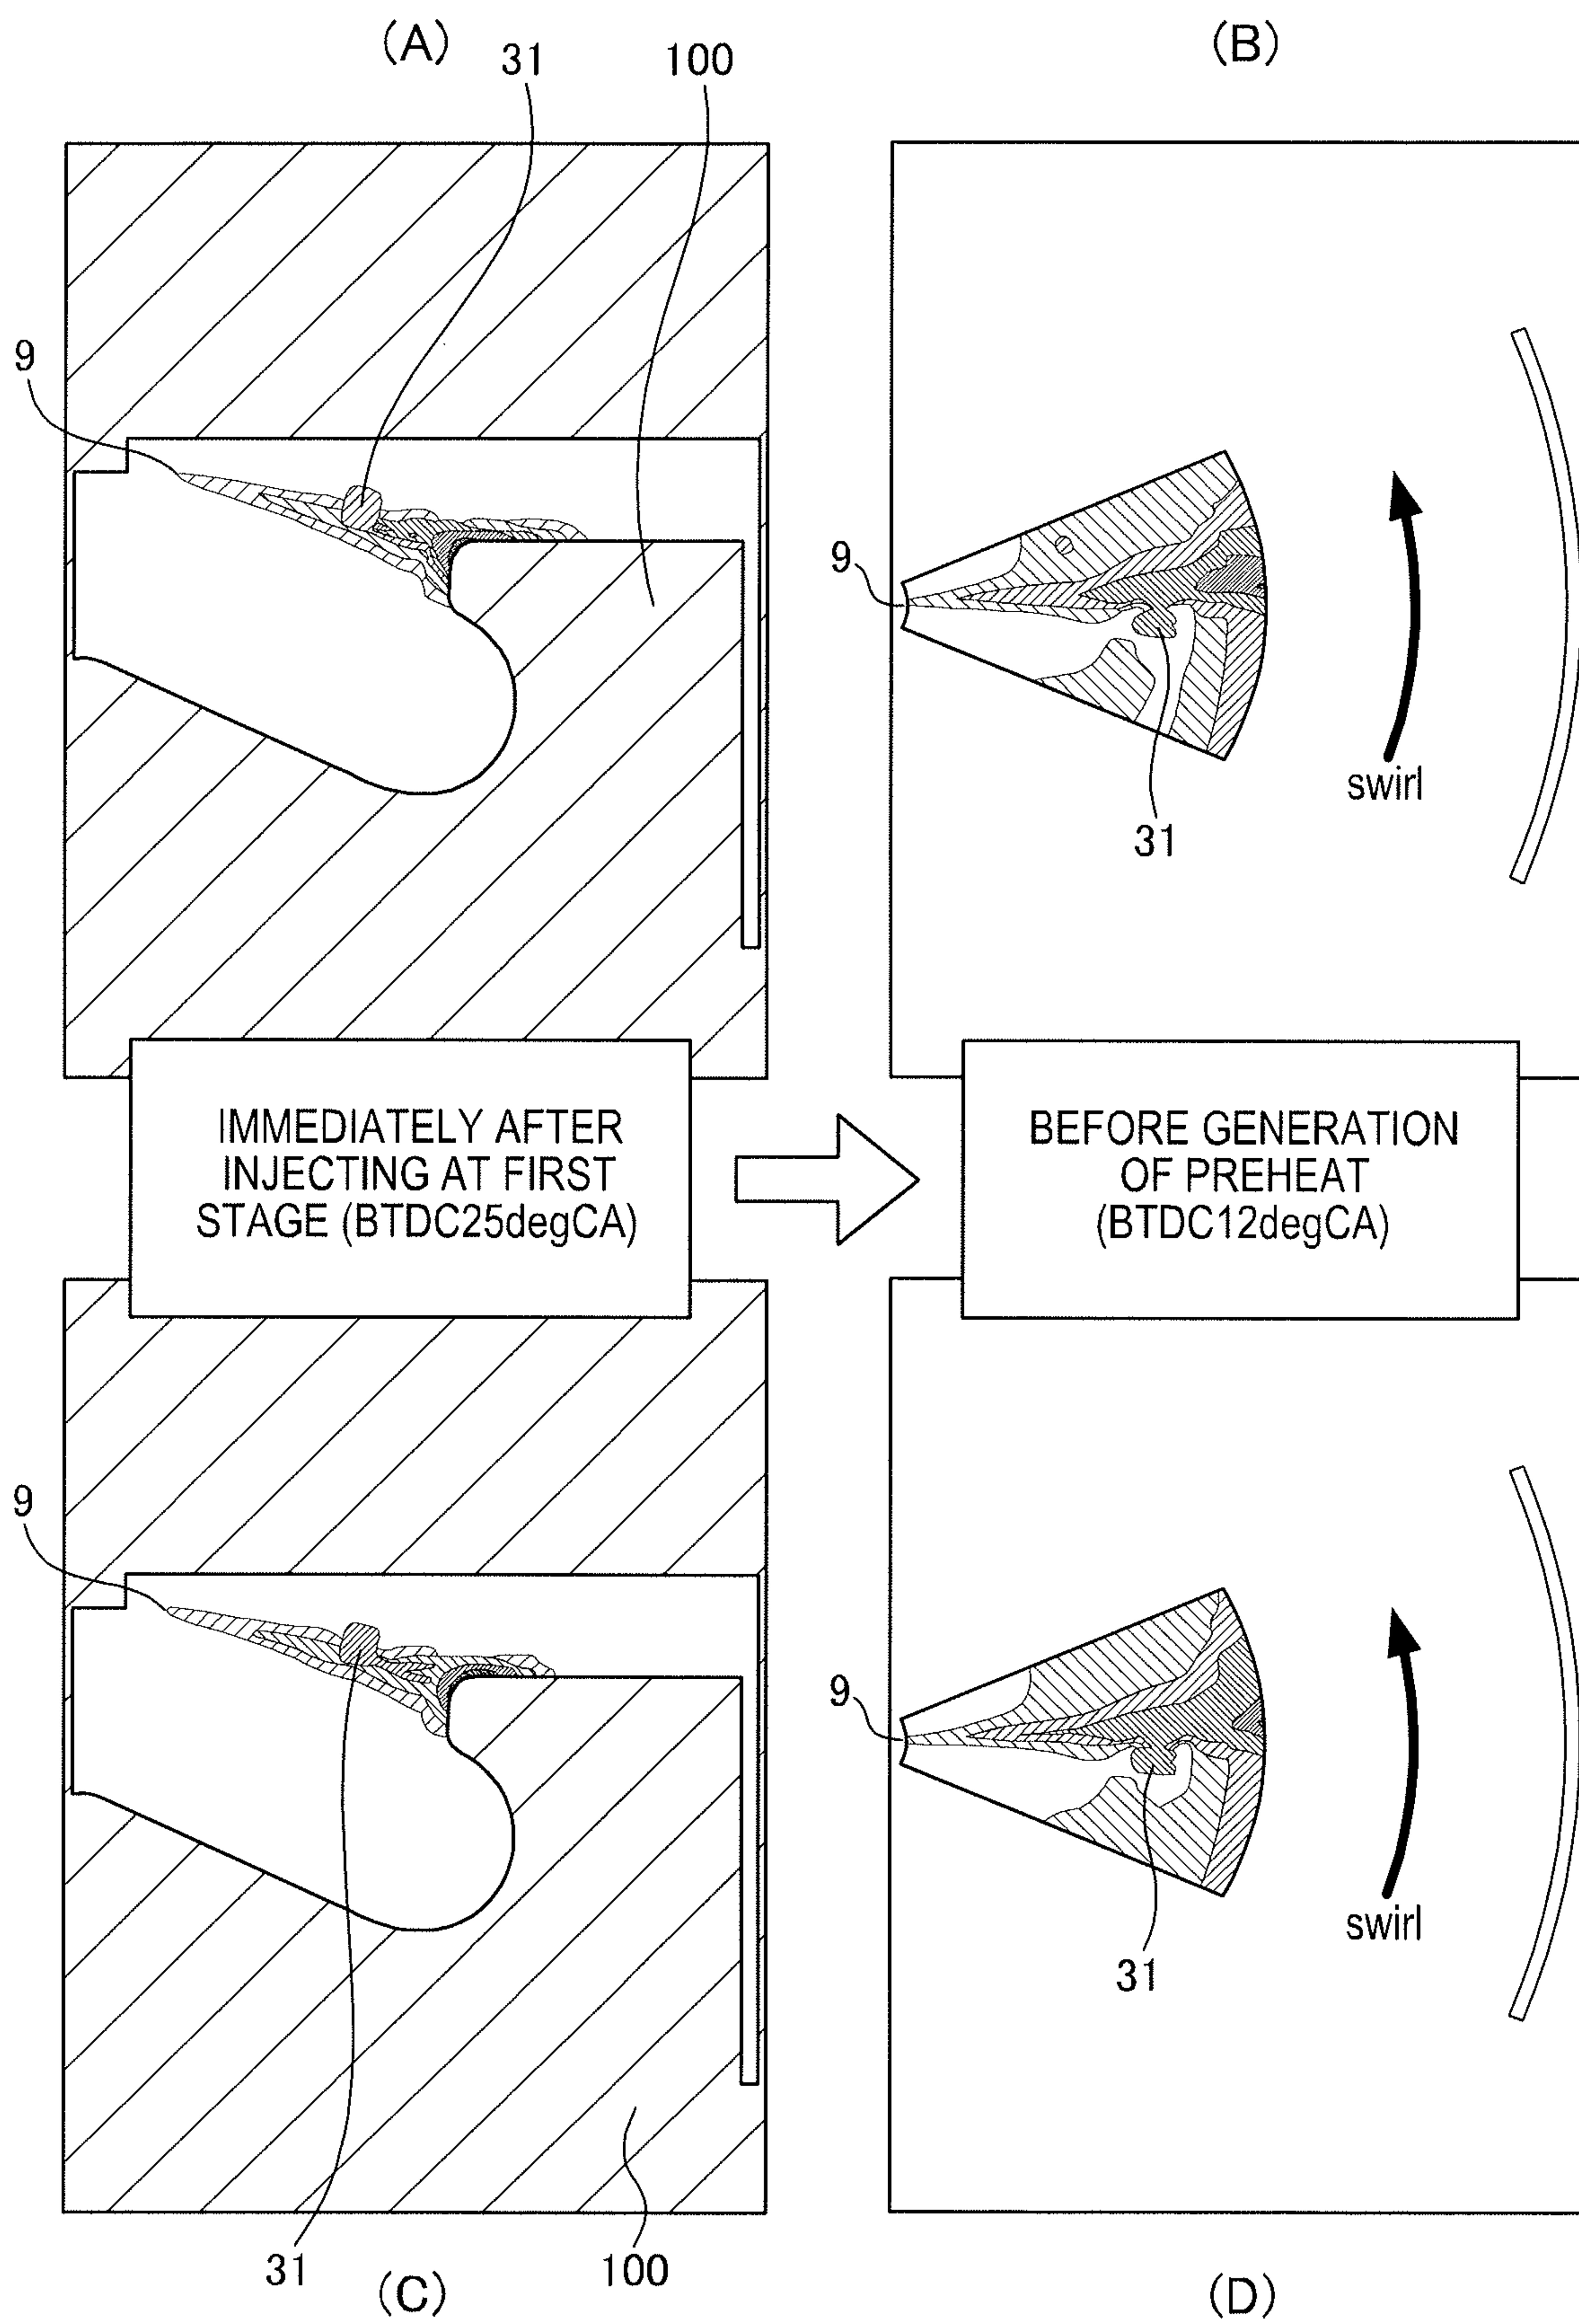 (A)
(B)
31
100
9
9
swirl
31
IMMEDIATELY AFTER
INJECTING AT FIRST
STAGE (BTDC25degCA)
BEFORE GENERATION
OF PREHEAT
(BTDC12degCA)
9
9
swirl
31
31
100
(C)
(D)